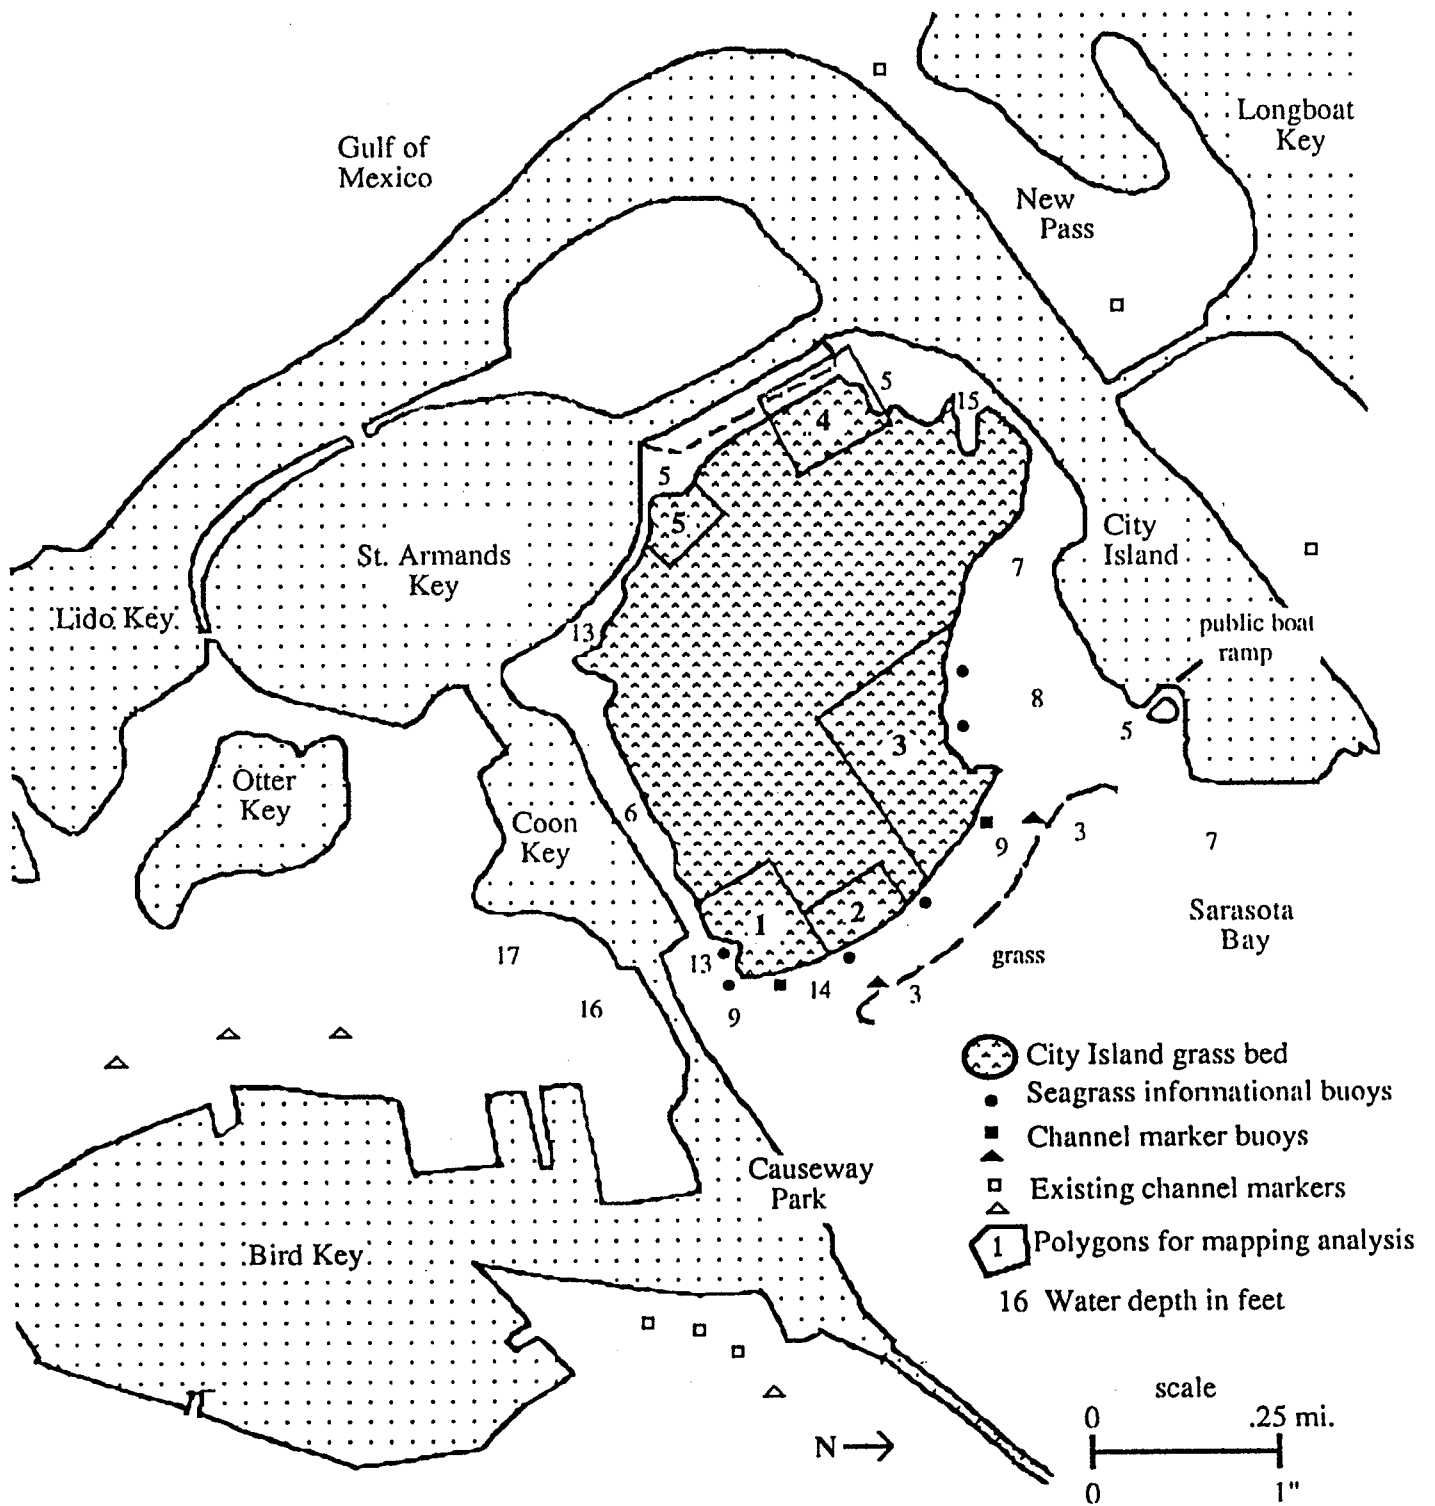 Longboat
Key
Gulf of
Mexico
New
Pass
5
15
4
5
5
City
Island
St. Armands
Key
7
Lido Key
13
public boat
ramp
8
5
3
Otter
Key
6
Coon
Key
9
3
7
1
2
Sarasota
Bay
17
13
grass
14
3
16
9
City Island grass bed
Seagrass informational buoys
Channel marker buoys
Existing channel markers
1 Polygons for mapping analysis
16 Water depth in feet
Causeway
Park
Bird Key
scale
0 .25 mi.
N
0 1"